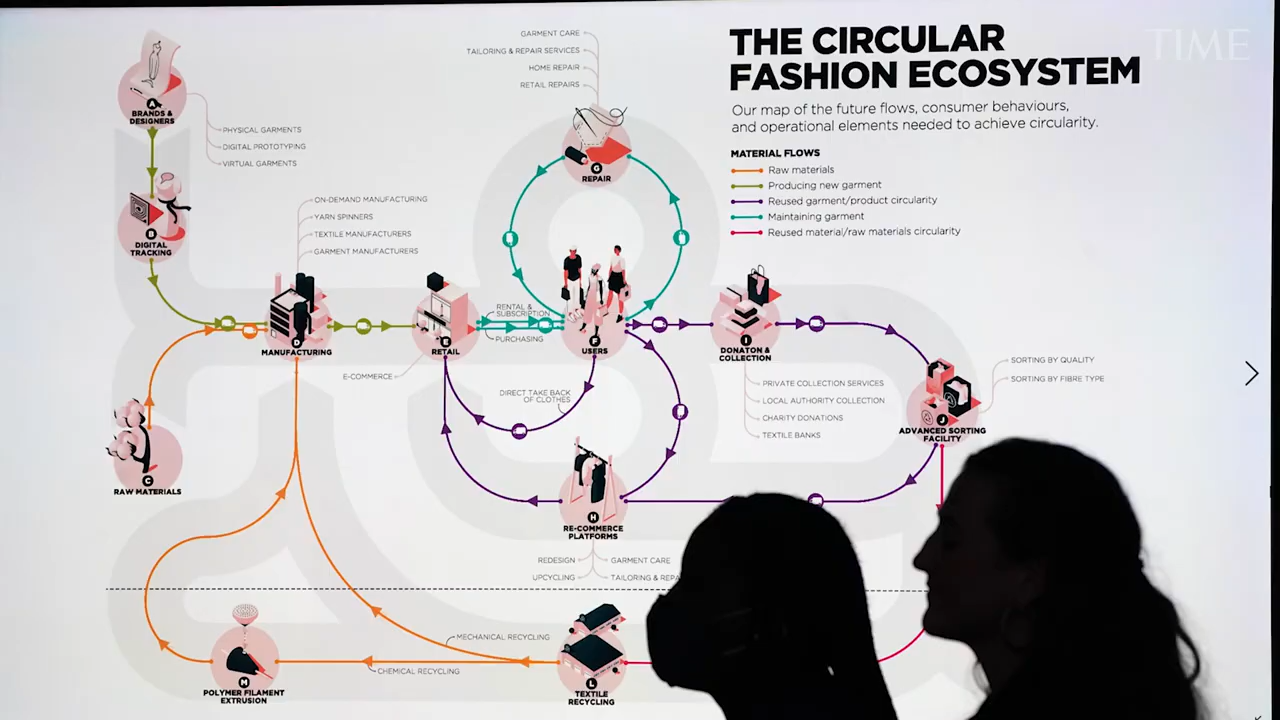 TIME
THE CIRCULAR
FASHION ECOSYSTEM
Our map of the future flows, consumer behaviours,
and operational elements needed to achieve circularity.
MATERIAL FLOWS
Raw materials
Producing new garment
Reused garment/product circularity
Maintaining garment
Reused material/raw materials circularity
A
BRANDS &
DESIGNERS
PHYSICAL GARMENTS
DIGITAL PROTOTYPING
VIRTUAL GARMENTS
B
DIGITAL
TRACKING
C
RAW MATERIALS
ON-DEMAND MANUFACTURING
YARN SPINNERS
TEXTILE MANUFACTURERS
GARMENT MANUFACTURERS
D
MANUFACTURING
E
RETAIL
E-COMMERCE
RENTAL &
SUBSCRIPTION
PURCHASING
GARMENT CARE
TAILORING & REPAIR SERVICES
HOME REPAIR
RETAIL REPAIRS
G
REPAIR
F
USERS
DIRECT TAKE BACK
OF CLOTHES
I
DONATON &
COLLECTION
PRIVATE COLLECTION SERVICES
LOCAL AUTHORITY COLLECTION
CHARITY DONATIONS
TEXTILE BANKS
SORTING BY QUALITY
SORTING BY FIBRE TYPE
J
ADVANCED SORTING
FACILITY
H
RE-COMMERCE
PLATFORMS
REDESIGN
GARMENT CARE
UPCYCLING
TAILORING & REPA
MECHANICAL RECYCLING
CHEMICAL RECYCLING
M
POLYMER FILAMENT
EXTRUSION
L
TEXTILE
RECYCLING